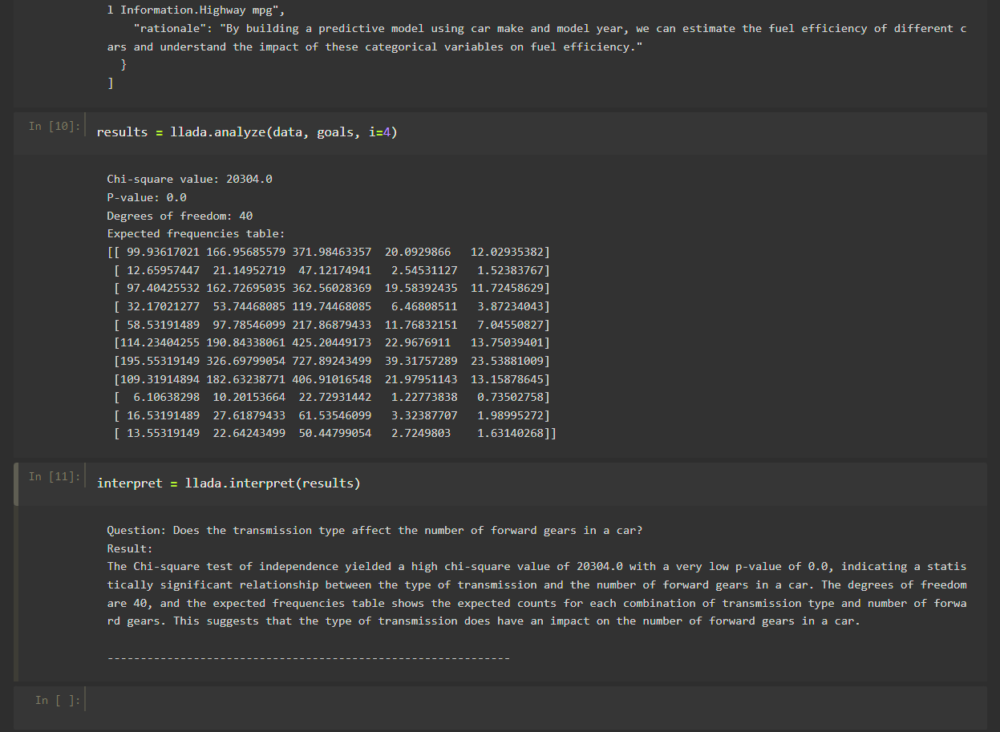 l Information.Highway mpg",
"rationale": "By building a predictive model using car make and model year, we can estimate the fuel efficiency of different c
ars and understand the impact of these categorical variables on fuel efficiency."
}
]
In [10]: results = llada.analyze(data, goals, i=4)
Chi-square value: 20304.0
P-value: 0.0
Degrees of freedom: 40
Expected frequencies table:
[[ 99.93617021 166.95685579 371.98463357 20.0929866 12.02935382]
[ 12.65957447 21.14952719 47.12174941 2.54531127 1.52383767]
[ 97.40425532 162.72695035 362.56028369 19.58392435 11.72458629]
[ 32.17021277 53.74468085 119.74468085 6.46808511 3.87234043]
[ 58.53191489 97.78546099 217.86879433 11.76832151 7.04550827]
[114.23404255 190.84338061 425.20449173 22.9676911 13.75039401]
[195.55319149 326.69799054 727.89243499 39.31757289 23.53881009]
[109.31914894 182.63238771 406.91016548 21.97951143 13.15878645]
[ 6.10638298 10.20153664 22.72931442 1.22773838 0.73502758]
[ 16.53191489 27.61879433 61.53546099 3.32387707 1.98995272]
[ 13.55319149 22.64243499 50.44799054 2.7249803 1.63140268]]
In [11]: interpret = llada.interpret(results)
Question: Does the transmission type affect the number of forward gears in a car?
Result:
The Chi-square test of independence yielded a high chi-square value of 20304.0 with a very low p-value of 0.0, indicating a statis
tically significant relationship between the type of transmission and the number of forward gears in a car. The degrees of freedom
are 40, and the expected frequencies table shows the expected counts for each combination of transmission type and number of forwa
rd gears. This suggests that the type of transmission does have an impact on the number of forward gears in a car.
-------------------------------------------------------------
In [ ]: